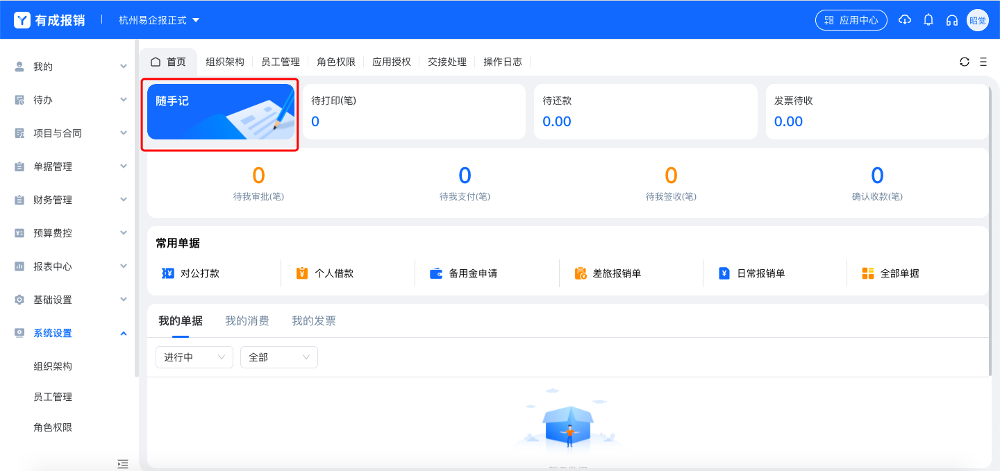 有成报销
杭州易企报正式
应用中心
昭觉
我的
待办
项目与合同
单据管理
财务管理
预算费控
报表中心
基础设置
系统设置
组织架构
员工管理
角色权限
首页 组织架构 员工管理 角色权限 应用授权 交接处理 操作日志
随手记
待打印(笔)
0
待还款
0.00
发票待收
0.00
0 0 0 0
待我审批(笔) 待我支付(笔) 待我签收(笔) 确认收款(笔)
常用单据
对公打款 个人借款 备用金申请 差旅报销单 日常报销单 全部单据
我的单据 我的消费 我的发票
进行中 全部